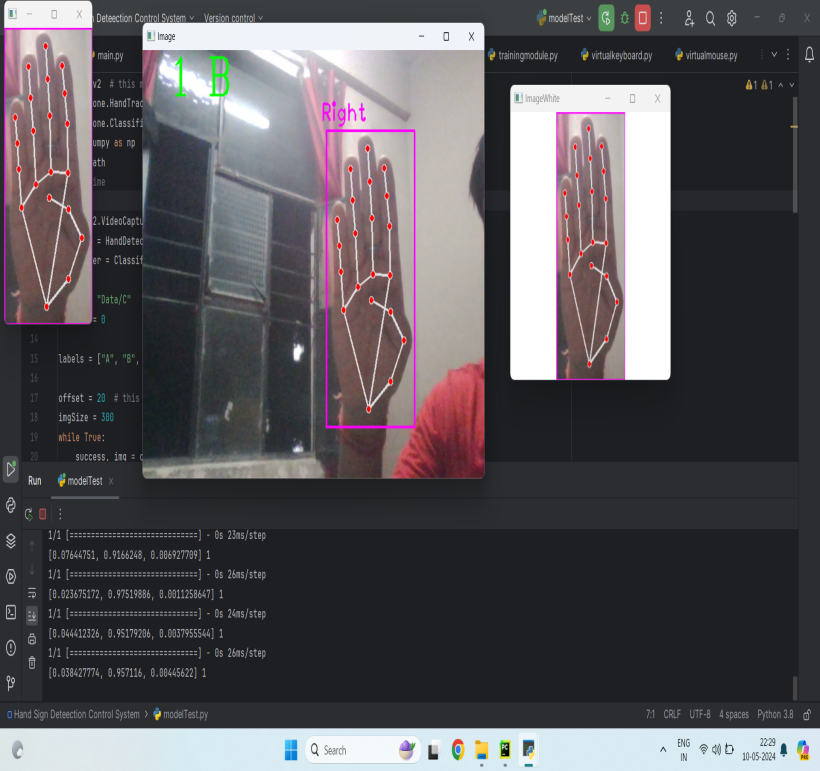 Detection Control System
Version control
modelTest
main.py
trainingmodule.py
virtualkeyboard.py
virtualmouse.py
Image
1 B
Right
ImageWhite
1
1
v2 # this
one.HandTrac
one.Classifi
umpy as np
ath
ime
2.VideoCaptu
= HandDetec
er = Classif
"Data/C"
= 0
14
15 labels = ["A", "B",
16
17 offset = 20 # this
18 imgSize = 300
19 while True:
20 success, img = c
Run
modelTest
1/1 [==============================] - 0s 23ms/step
[0.07644751, 0.9166248, 0.006927709] 1
1/1 [==============================] - 0s 26ms/step
[0.023675172, 0.97519886, 0.0011258647] 1
1/1 [==============================] - 0s 24ms/step
[0.044412326, 0.95179206, 0.0037955544] 1
1/1 [==============================] - 0s 26ms/step
[0.038427774, 0.957116, 0.00445622] 1
Hand Sign Deteection Control System > modelTest.py
7:1 CRLF UTF-8 4 spaces Python 3.8
Search
ENG
IN
22:29
10-05-2024